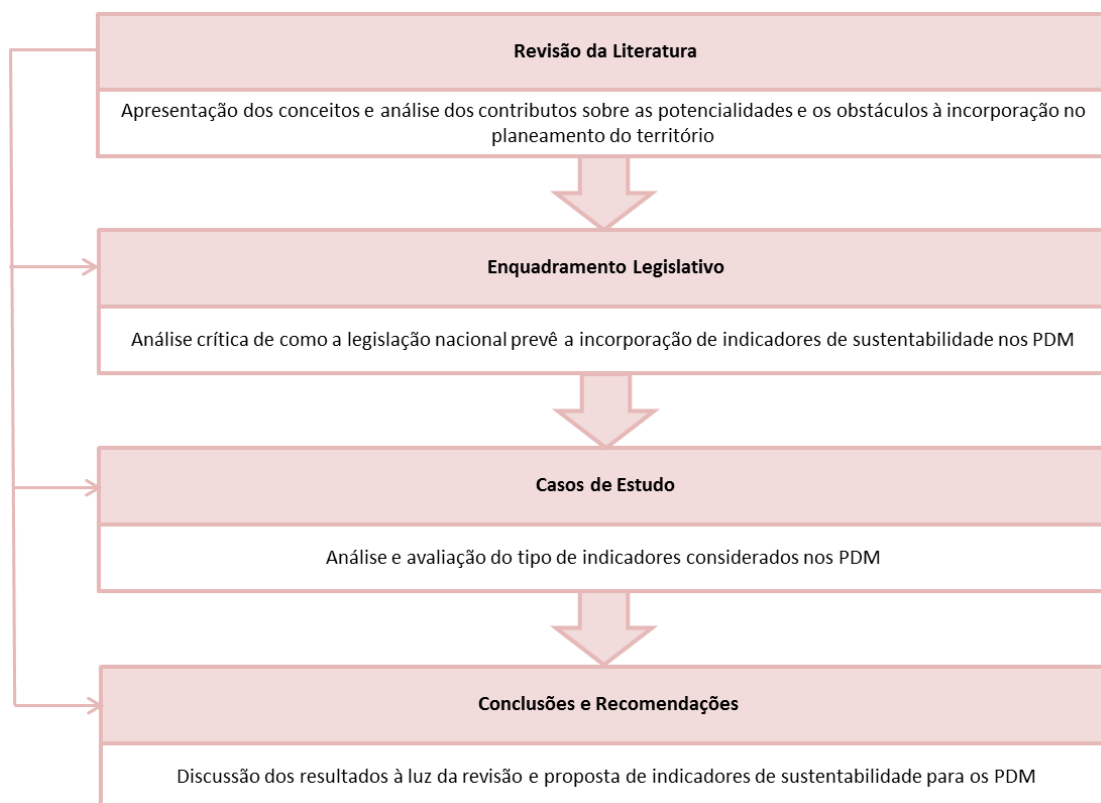 Revisão da Literatura
Apresentação dos conceitos e análise dos contributos sobre as potencialidades e os obstáculos à incorporação no
planeamento do território
Enquadramento Legislativo
Análise crítica de como a legislação nacional prevê a incorporação de indicadores de sustentabilidade nos PDM
Casos de Estudo
Análise e avaliação do tipo de indicadores considerados nos PDM
Conclusões e Recomendações
Discussão dos resultados à luz da revisão e proposta de indicadores de sustentabilidade para os PDM